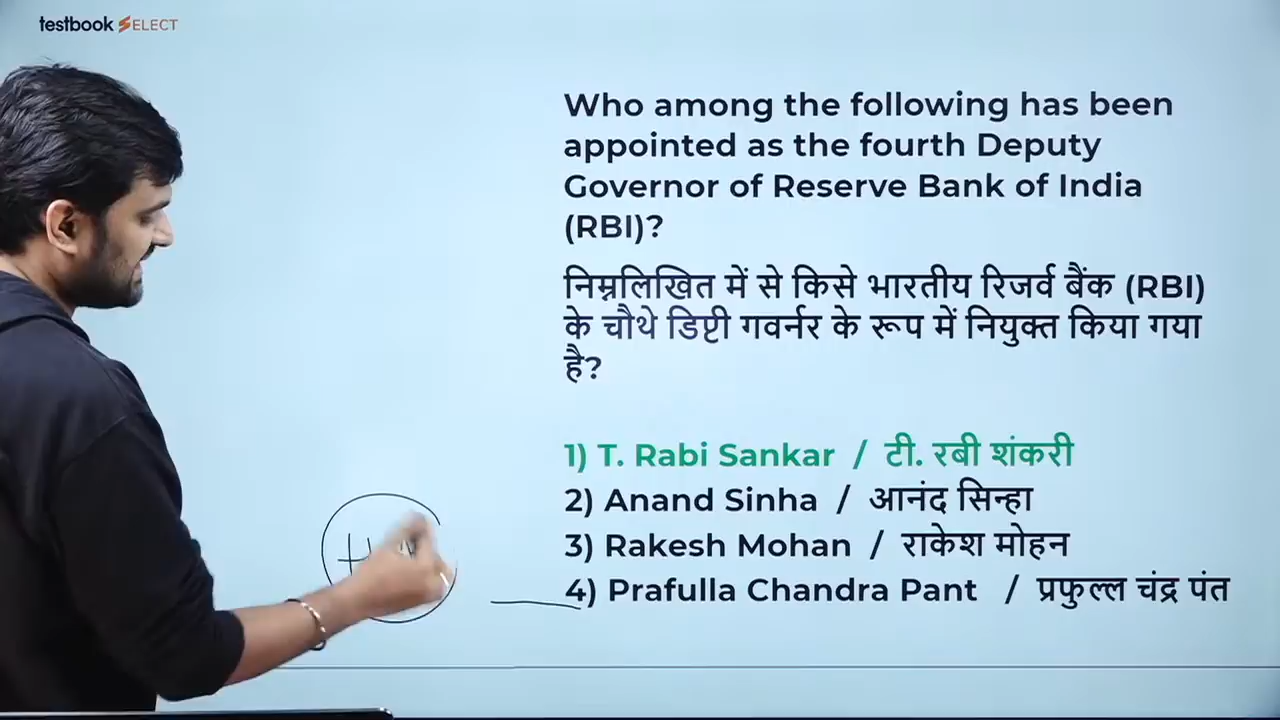 testbook SELECT
Who among the following has been
appointed as the fourth Deputy
Governor of Reserve Bank of India
(RBI)?
निम्नलिखित में से किसे भारतीय रिजर्व बैंक (RBI)
के चौथे डिप्टी गवर्नर के रूप में नियुक्त किया गया
है?
1) T. Rabi Sankar / टी. रबी शंकरी
2) Anand Sinha / आनंद सिन्हा
3) Rakesh Mohan / राकेश मोहन
4) Prafulla Chandra Pant / प्रफुल्ल चंद्र पंत